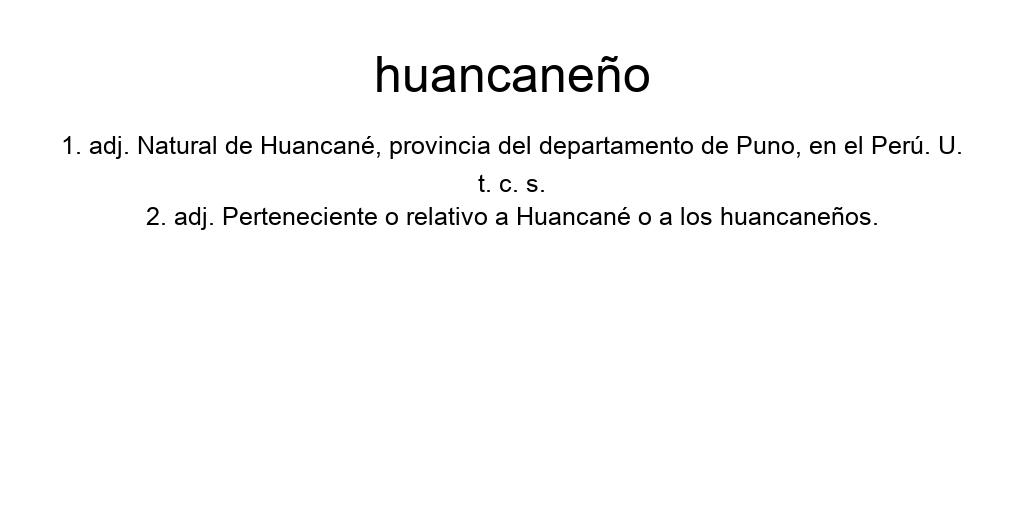 huancaneño
1. adj. Natural de Huancané, provincia del departamento de Puno, en el Perú. U.
t. c. s.
2. adj. Perteneciente o relativo a Huancané o a los huancaneños.